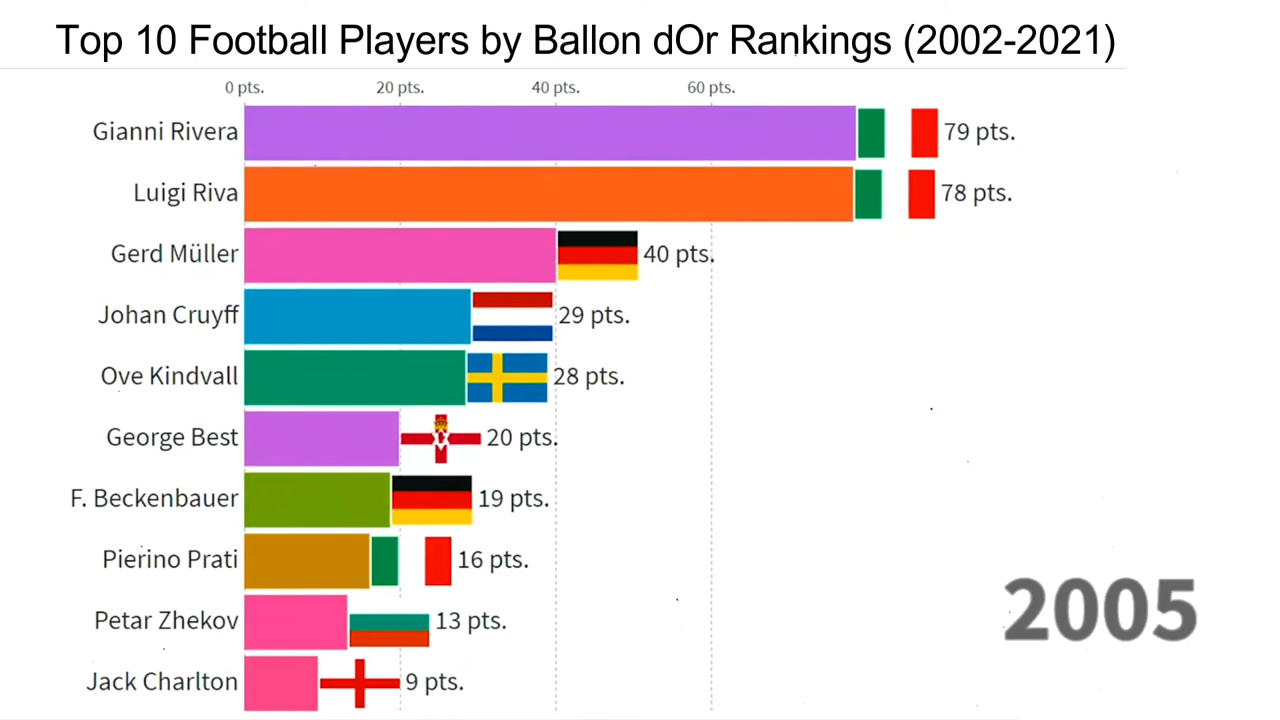 Top 10 Football Players by Ballon dOr Rankings (2002-2021)
0 pts. 20 pts. 40 pts. 60 pts.
Gianni Rivera 79 pts.
Luigi Riva 78 pts.
Gerd Müller 40 pts.
Johan Cruyff 29 pts.
Ove Kindvall 28 pts.
George Best 20 pts.
F. Beckenbauer 19 pts.
Pierino Prati 16 pts.
Petar Zhekov 13 pts.
Jack Charlton 9 pts.
2005